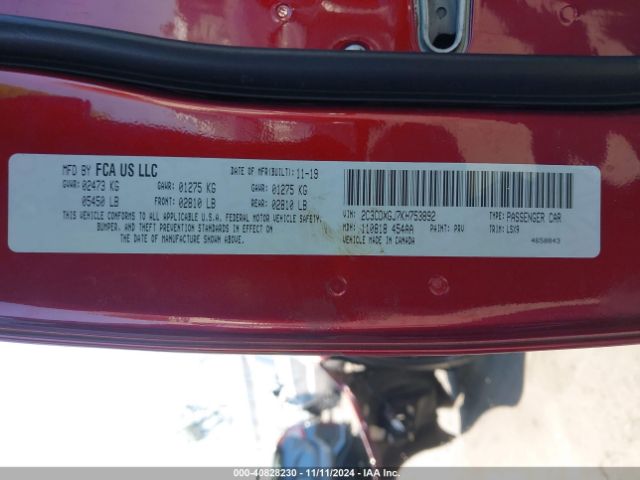 MFD BY FCA US LLC DATE OF MFR(BUILT): 11-19
GVWR: 02473 KG GAWR: 01275 KG GAWR: 01275 KG
05450 LB FRONT: 02810 LB REAR: 02810 LB
THIS VEHICLE CONFORMS TO ALL APPLICABLE U.S.FEDERAL MOTOR VEHICLE SAFETY,
BUMPER, AND THEFT PREVENTION STANDARDS IN EFFECT ON
THE DATE OF MANUFACTURE SHOWN ABOVE.
VIN: 2C3CDXGJ7KH753892 TYPE: PASSENGER CAR
MDH: 110818 454AA PAINT: PRV TRIM: LSX9
VEHICLE MADE IN CANADA 4650843
000-40828230 - 11/11/2024 - IAA Inc.